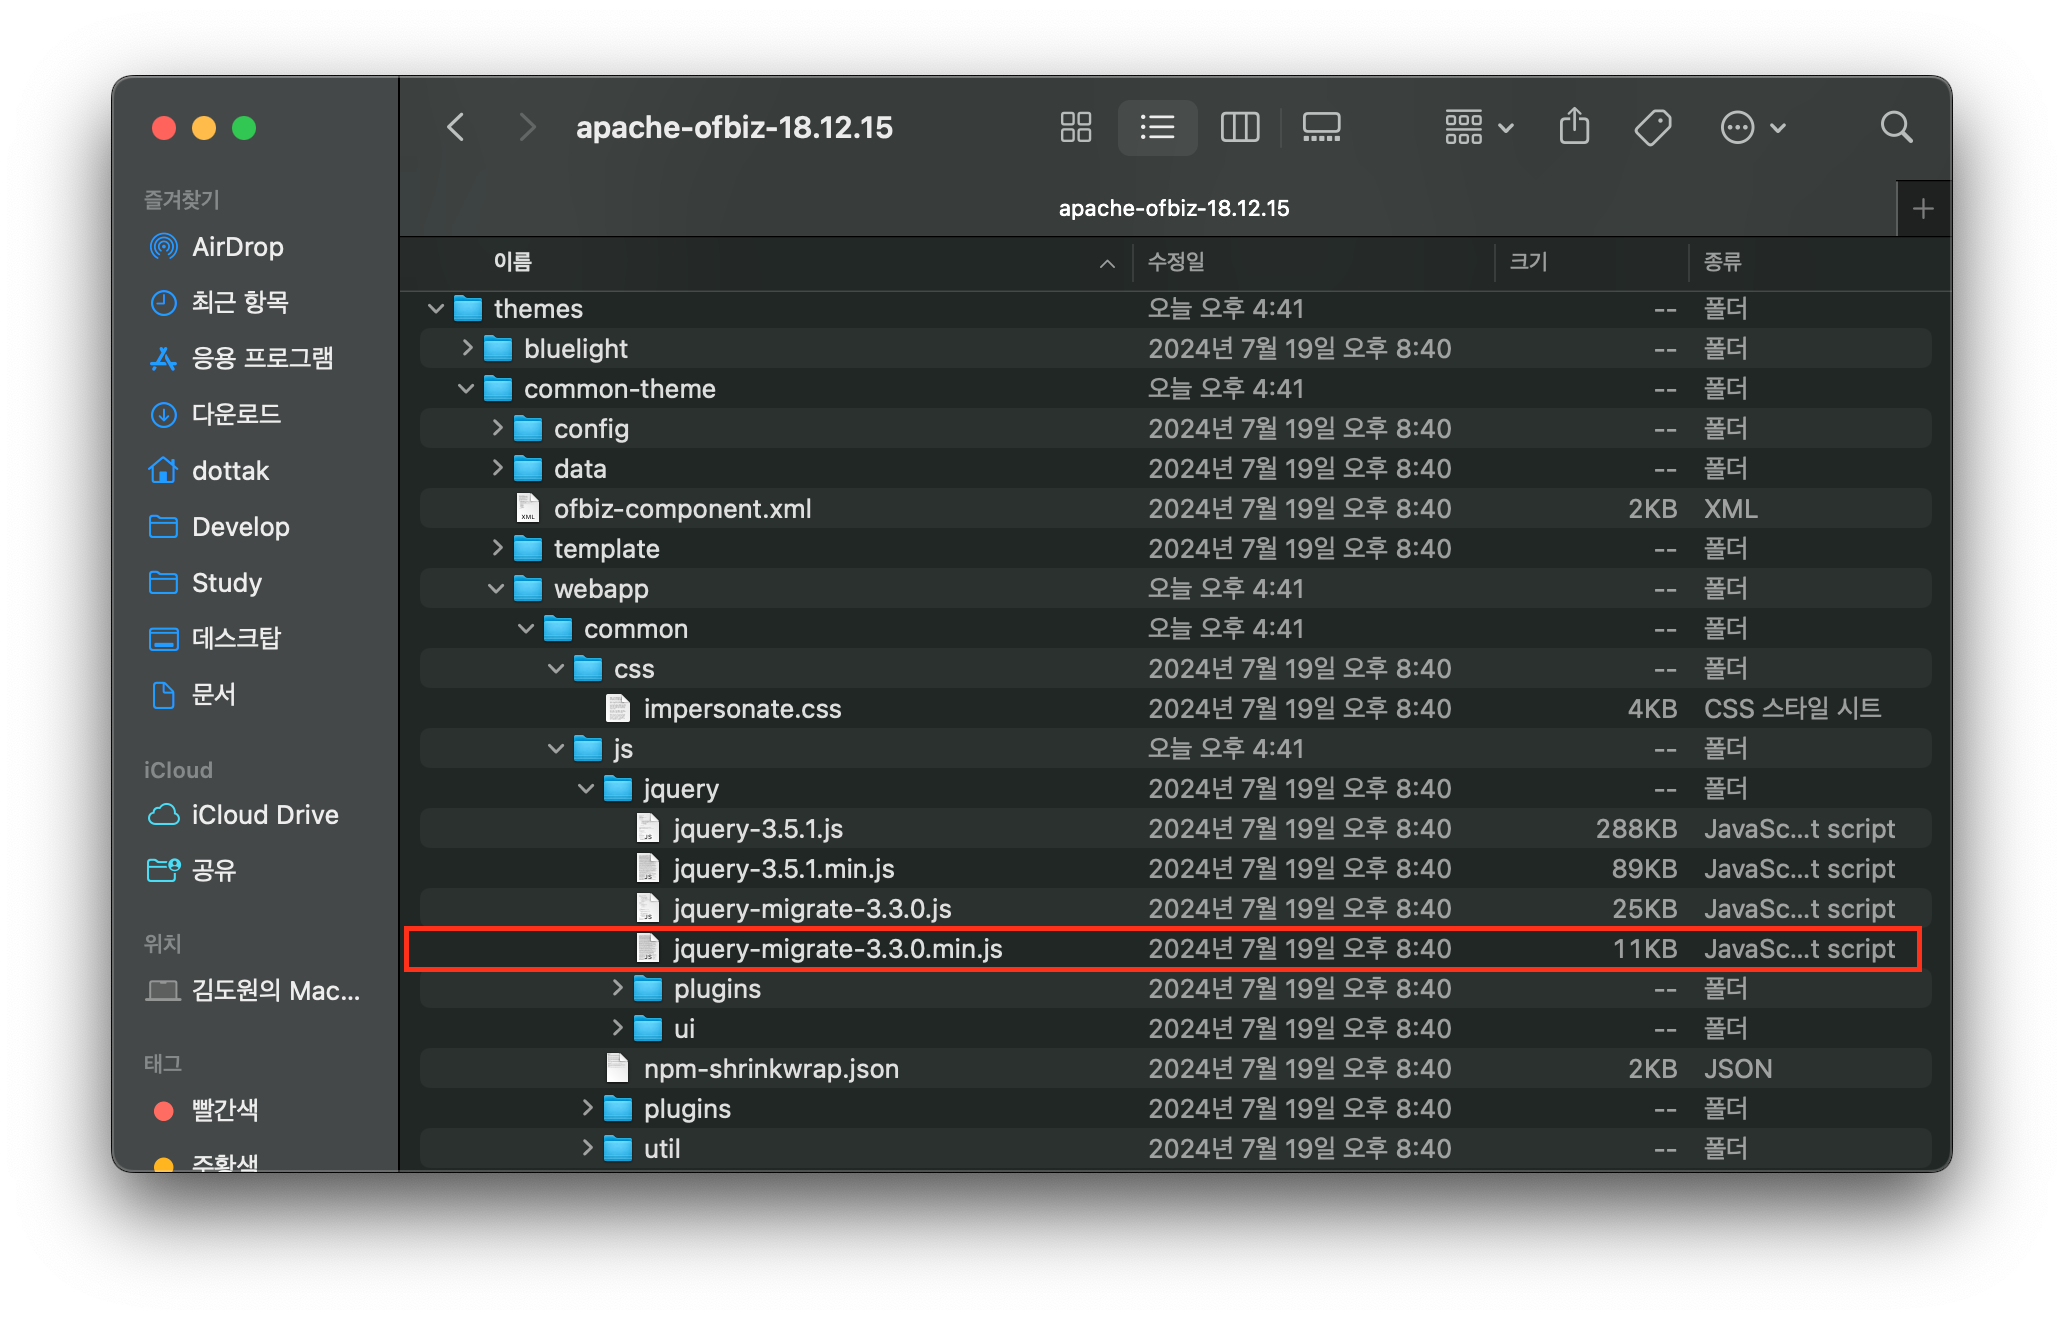 apache-ofbiz-18.12.15
즐겨찾기
AirDrop
최근 항목
응용 프로그램
다운로드
dottak
Develop
Study
데스크탑
문서
iCloud
iCloud Drive
공유
위치
김도원의 Mac...
태그
빨간색
주황색
apache-ofbiz-18.12.15
이름 수정일 크기 종류
themes 오늘 오후 4:41 -- 폴더
bluelight 2024년 7월 19일 오후 8:40 -- 폴더
common-theme 오늘 오후 4:41 -- 폴더
config 2024년 7월 19일 오후 8:40 -- 폴더
data 2024년 7월 19일 오후 8:40 -- 폴더
XML ofbiz-component.xml 2024년 7월 19일 오후 8:40 2KB XML
template 2024년 7월 19일 오후 8:40 -- 폴더
webapp 오늘 오후 4:41 -- 폴더
common 오늘 오후 4:41 -- 폴더
css 2024년 7월 19일 오후 8:40 -- 폴더
impersonate.css 2024년 7월 19일 오후 8:40 4KB CSS 스타일 시트
js 오늘 오후 4:41 -- 폴더
jquery 2024년 7월 19일 오후 8:40 -- 폴더
JS jquery-3.5.1.js 2024년 7월 19일 오후 8:40 288KB JavaSc...t script
JS jquery-3.5.1.min.js 2024년 7월 19일 오후 8:40 89KB JavaSc...t script
JS jquery-migrate-3.3.0.js 2024년 7월 19일 오후 8:40 25KB JavaSc...t script
JS jquery-migrate-3.3.0.min.js 2024년 7월 19일 오후 8:40 11KB JavaSc...t script
plugins 2024년 7월 19일 오후 8:40 -- 폴더
ui 2024년 7월 19일 오후 8:40 -- 폴더
npm-shrinkwrap.json 2024년 7월 19일 오후 8:40 2KB JSON
plugins 2024년 7월 19일 오후 8:40 -- 폴더
util 2024년 7월 19일 오후 8:40 -- 폴더